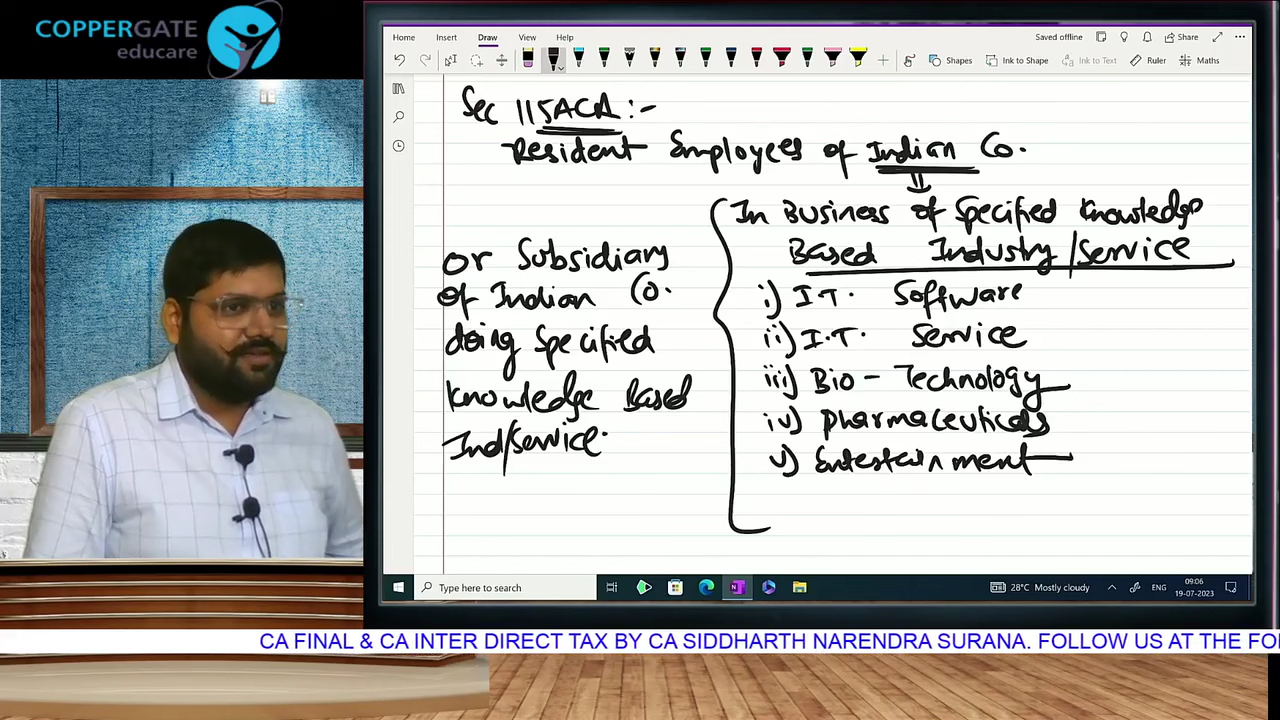 COPPERGATE
educare
Home Insert Draw View Help
Saved offline
Share
Shapes
Ink to Shape
Ink to Text
Ruler
Maths
Sec 115ACA :-
Resident Employees of Indian Co.
In Business of Specified Knowledge
Based Industry/Service
i) I.T. Software
ii) I.T. Service
iii) Bio-Technology
iv) Pharmaceuticals
v) Entertainment
or Subsidiary
of Indian Co.
doing Specified
Knowledge Based
Ind/Service.
Type here to search
28°C Mostly cloudy
ENG
09:06
19-07-2023
CA FINAL & CA INTER DIRECT TAX BY CA SIDDHARTH NARENDRA SURANA. FOLLOW US AT THE FO